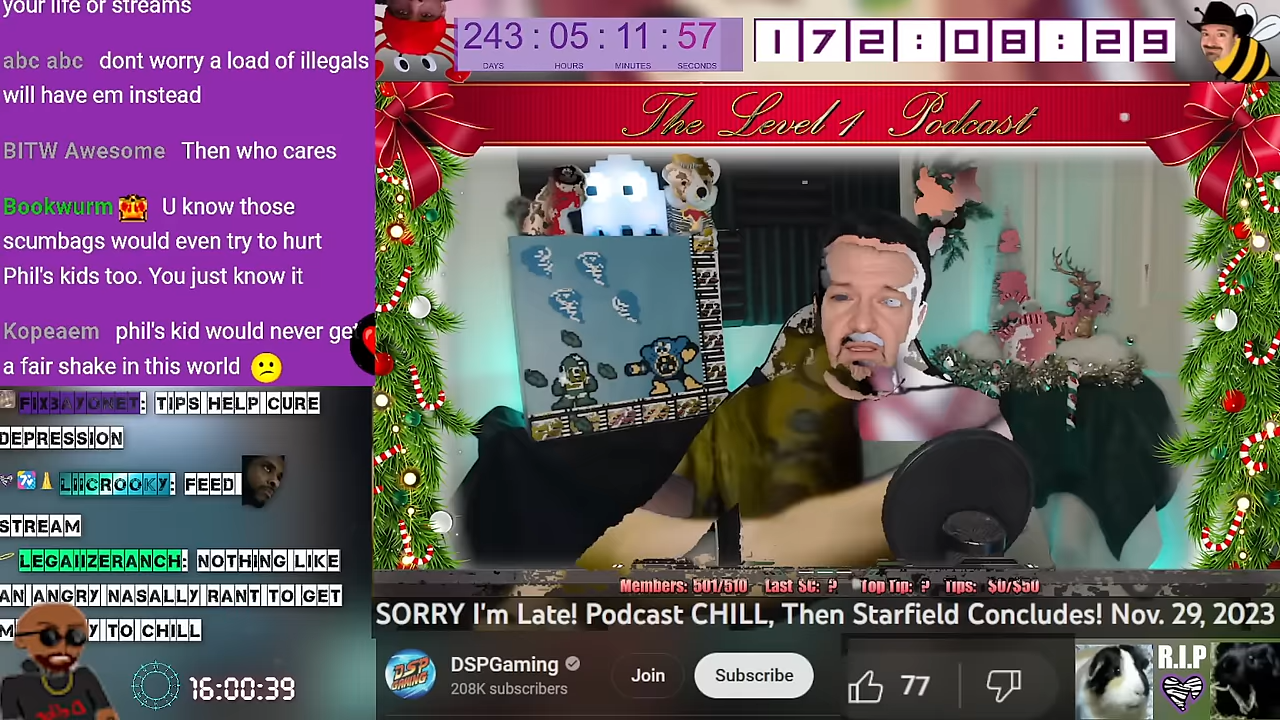 your life or streams
abc abc dont worry a load of illegals
will have em instead
BITW Awesome Then who cares
Bookwurm U know those
scumbags would even try to hurt
Phil's kids too. You just know it
Kopeaem phil's kid would never get
a fair shake in this world
FIXBAYONET: TIPS HELP CURE
DEPRESSION
LIICROOKY: FEED
STREAM
LEGAIIZERANCH: NOTHING LIKE
AN ANGRY NASALLY RANT TO GET
Y TO CHILL
16:00:39
243 : 05 : 11 : 57
DAYS HOURS MINUTES SECONDS
172:08:29
The Level 1 Podcast
Members: 501/510 Last SC: ? Top Tip: ? Tips: $0/$50
SORRY I'm Late! Podcast CHILL, Then Starfield Concludes! Nov. 29, 2023
DSP GAMING
DSPGaming
208K subscribers
Join
Subscribe
77
R.I.P